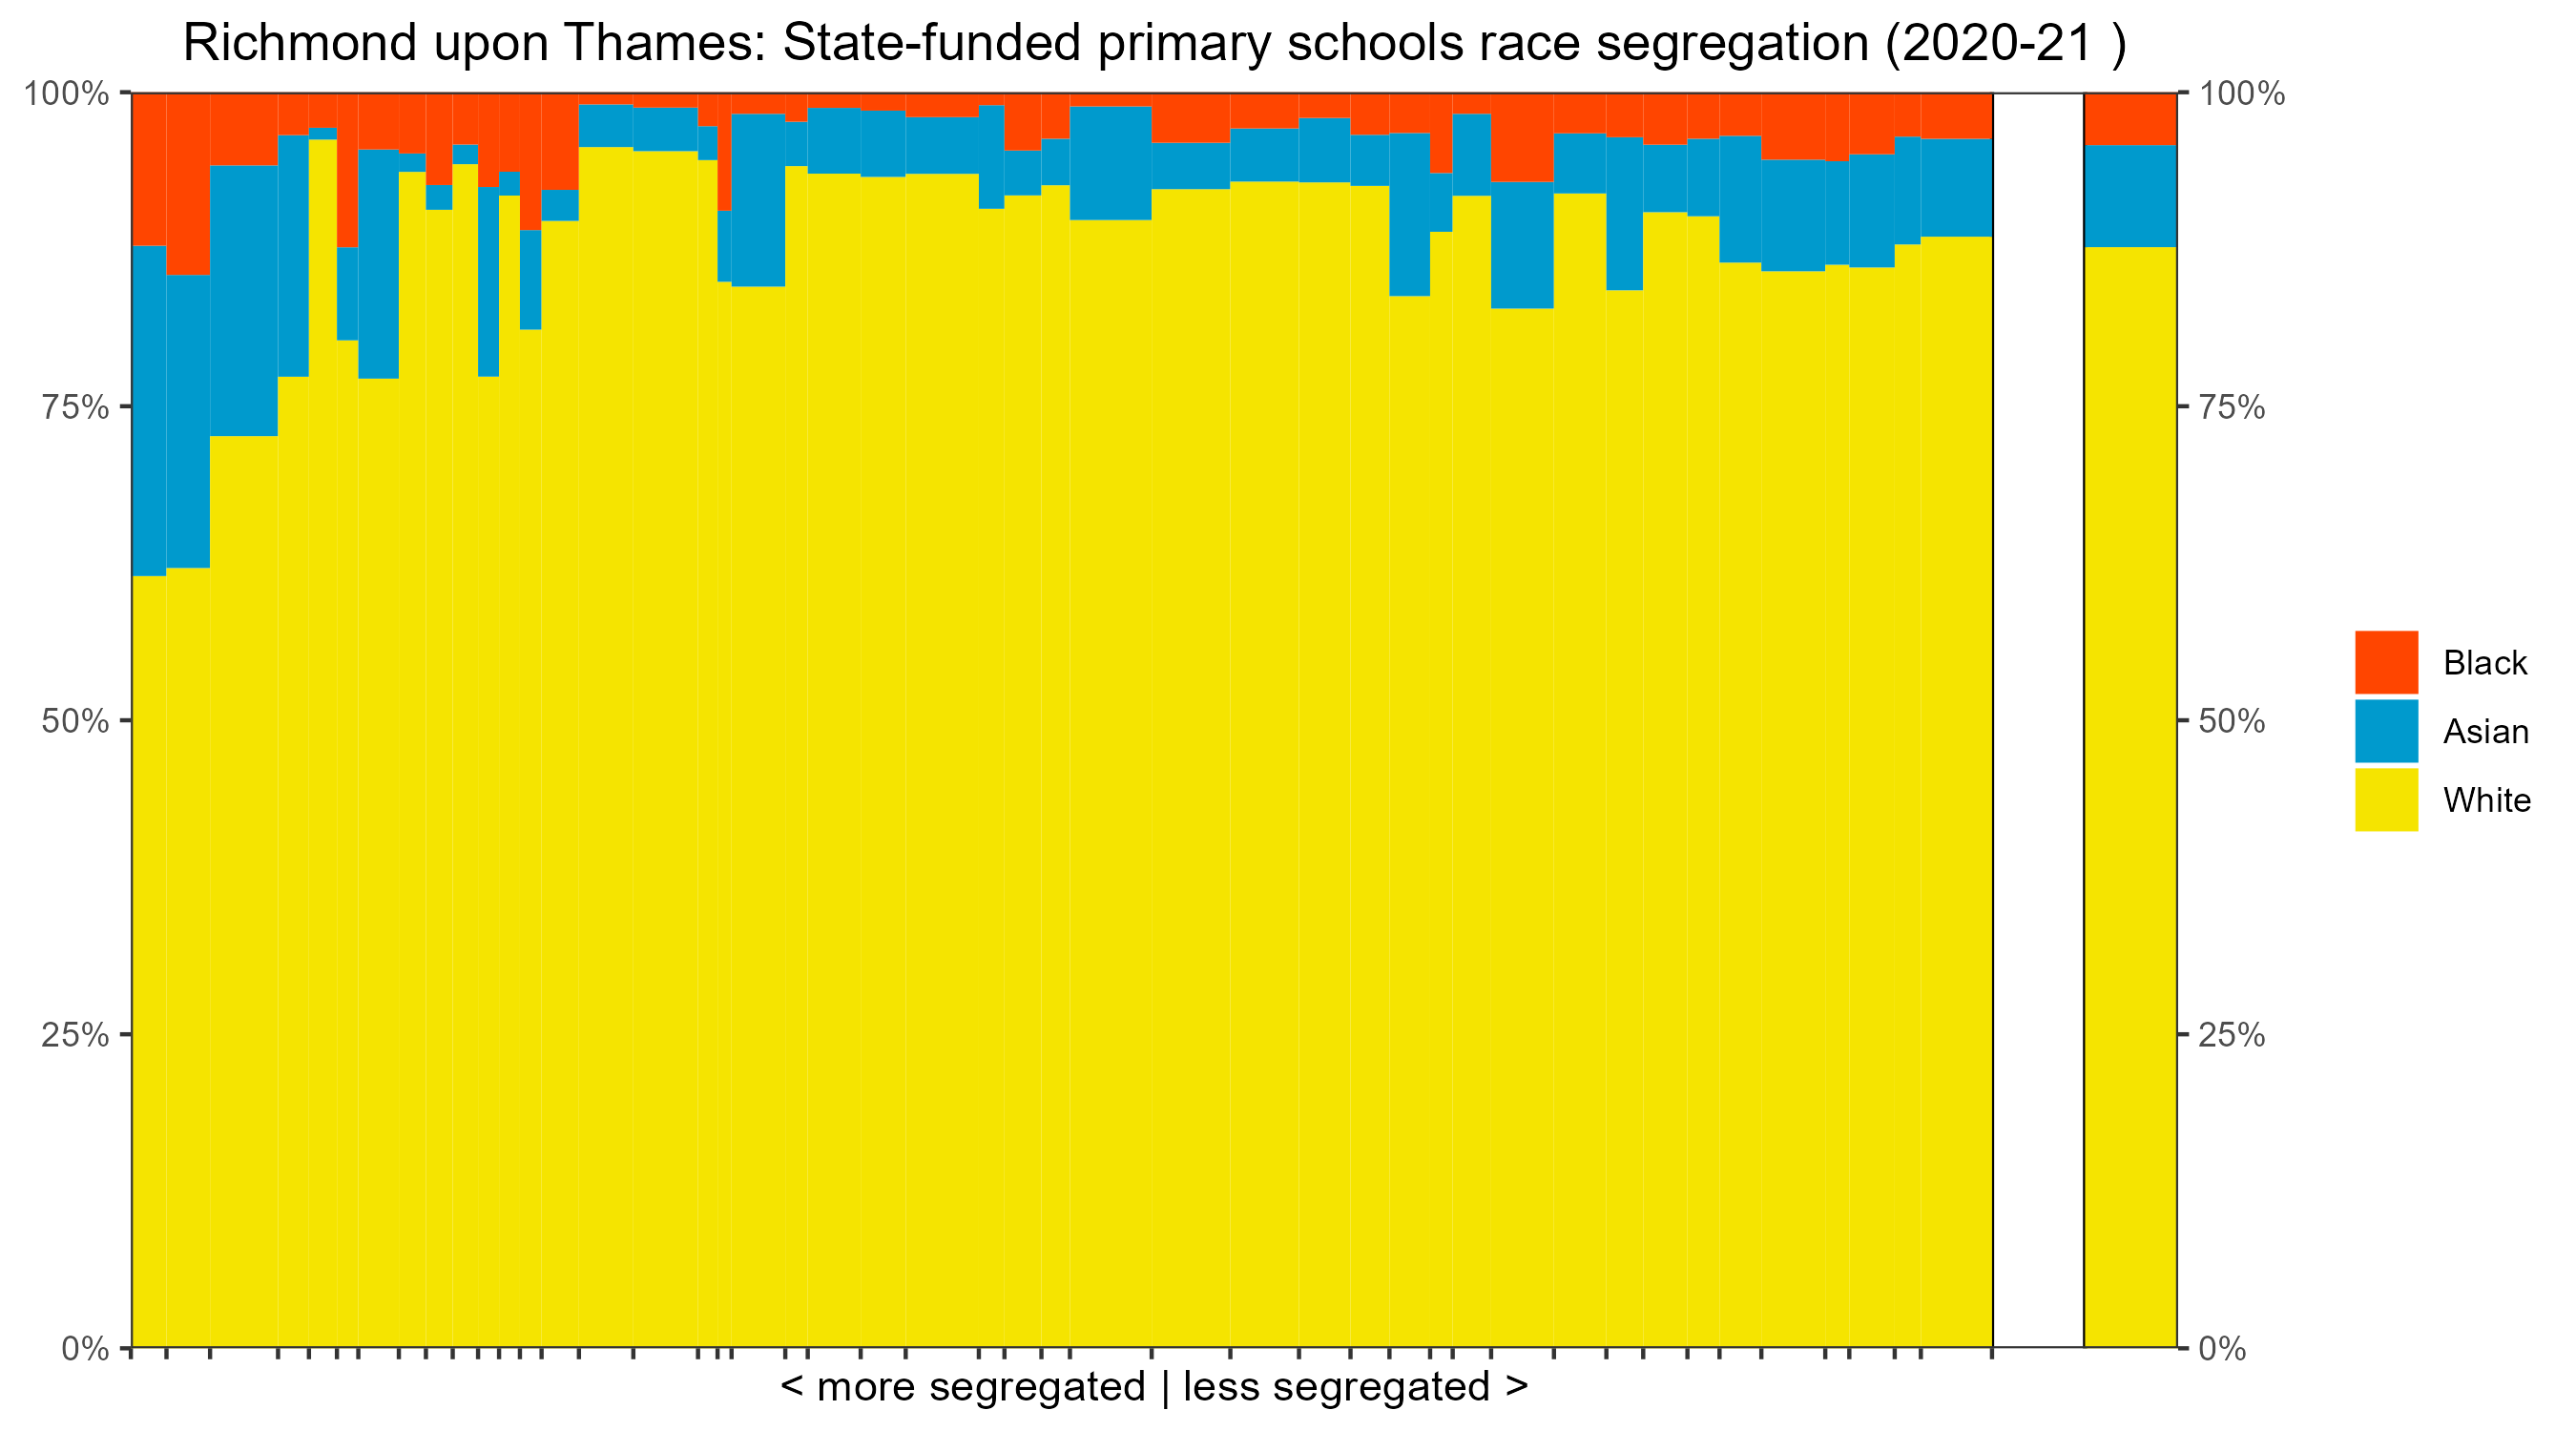 Richmond upon Thames: State-funded primary schools race segregation (2020-21 )
100%
75%
50%
25%
0%
100%
75%
50%
25%
0%
Black
Asian
White
< more segregated | less segregated >